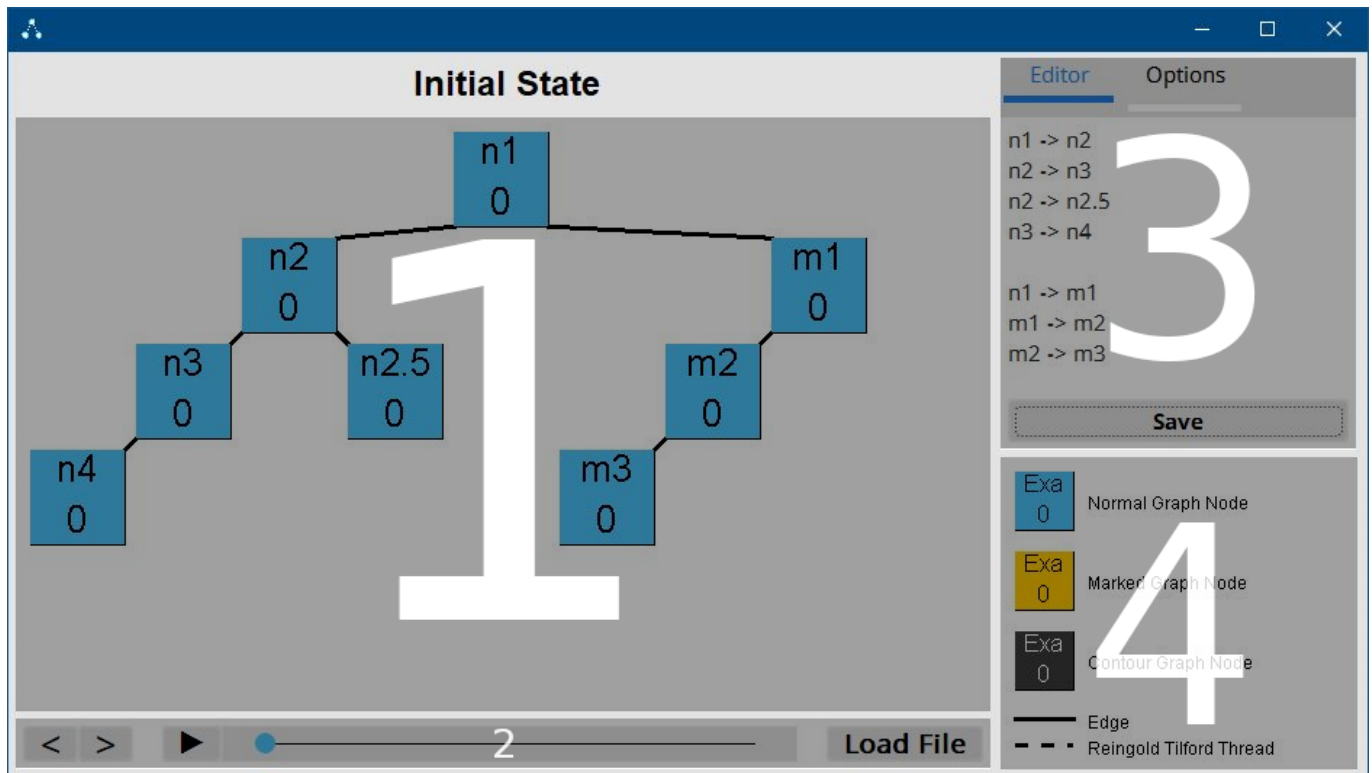 Initial State
n1
0
n2
0
m1
0
n3
0
n2.5
0
m2
0
n4
0
m3
0
1
< > ▶ 2 Load File
Editor Options
n1 -> n2
n2 -> n3
n2 -> n2.5
n3 -> n4
n1 -> m1
m1 -> m2
m2 -> m3
3
Save
Exa
0
Normal Graph Node
Exa
0
Marked Graph Node
Exa
0
Contour Graph Node
4
Edge
Reingold Tilford Thread